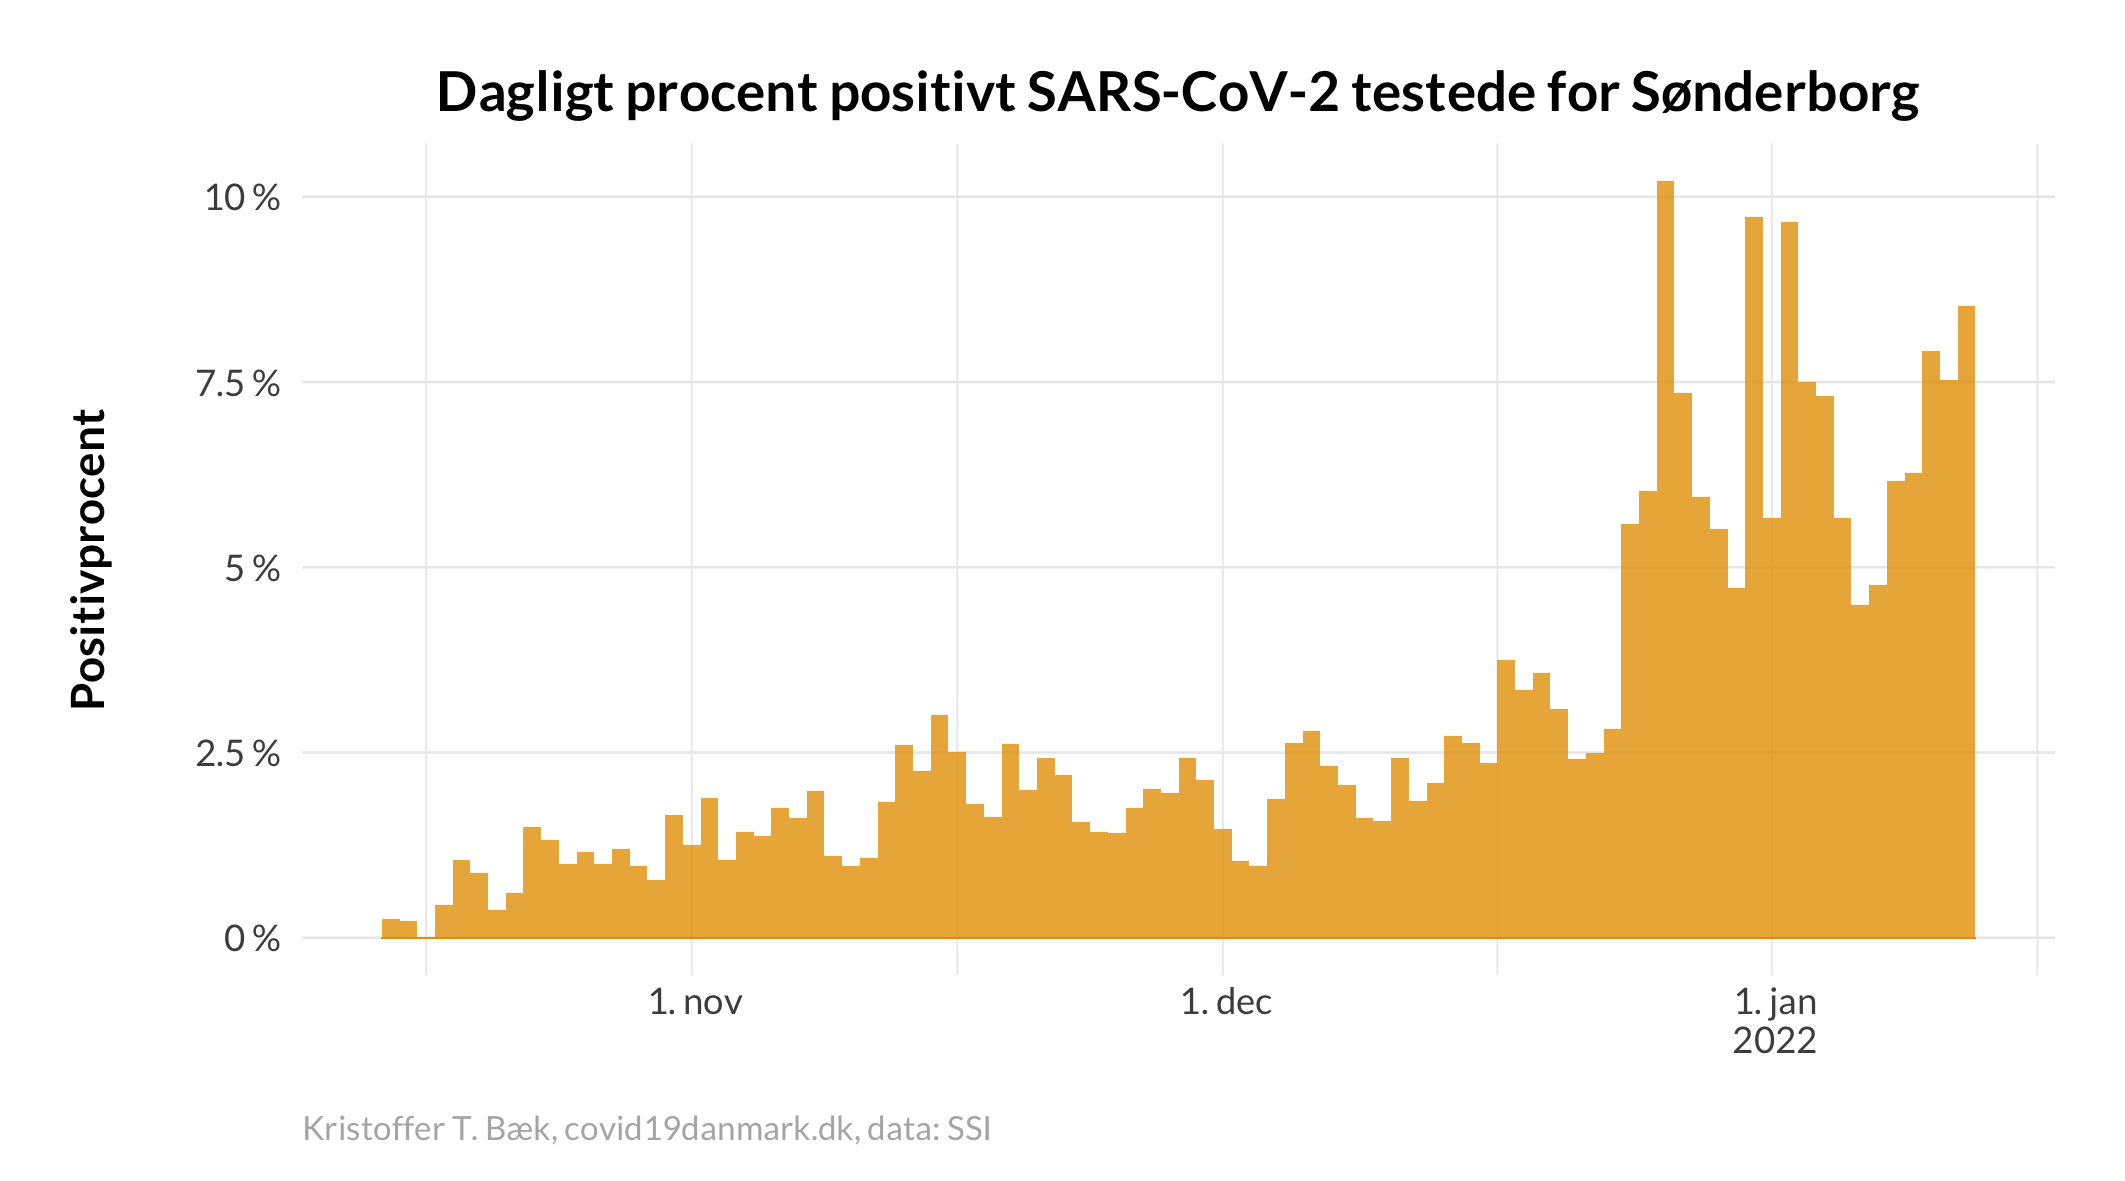 Dagligt procent positivt SARS-CoV-2 testede for Sønderborg
Positivprocent
10 %
7.5 %
5 %
2.5 %
0 %
1. nov
1. dec
1. jan
2022
Kristoffer T. Bæk, covid19danmark.dk, data: SSI